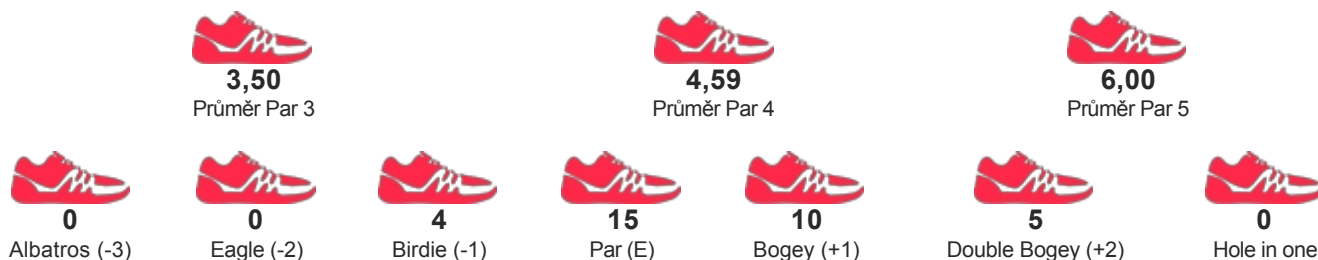 3,50 4,59 6,00
Průměr Par 3 Průměr Par 4 Průměr Par 5
0 0 4 15 10 5 0
Albatros (-3) Eagle (-2) Birdie (-1) Par (E) Bogey (+1) Double Bogey (+2) Hole in one